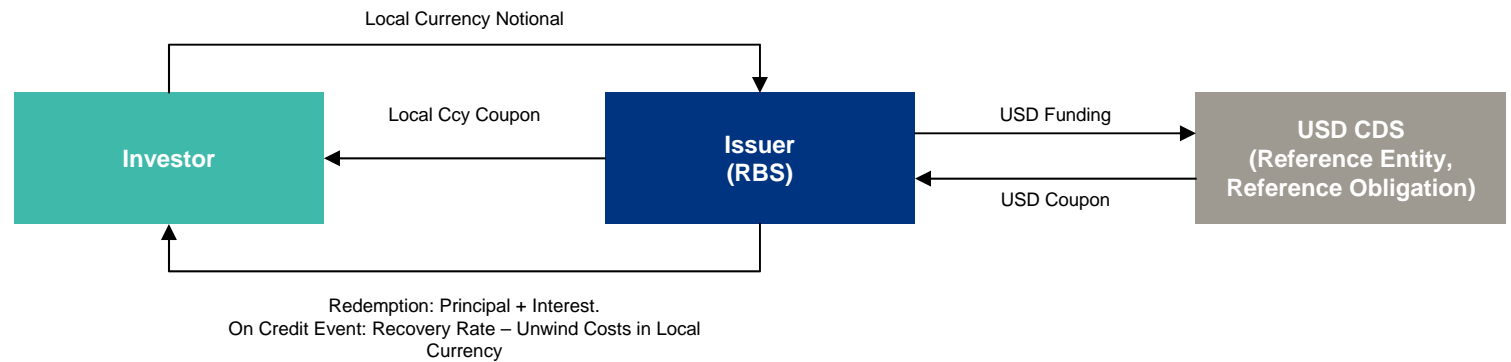 Local Currency Notional
Local Ccy Coupon
USD Funding
Investor
Issuer
(RBS)
USD CDS
(Reference Entity,
Reference Obligation)
USD Coupon
Redemption: Principal + Interest.
On Credit Event: Recovery Rate – Unwind Costs in Local
Currency